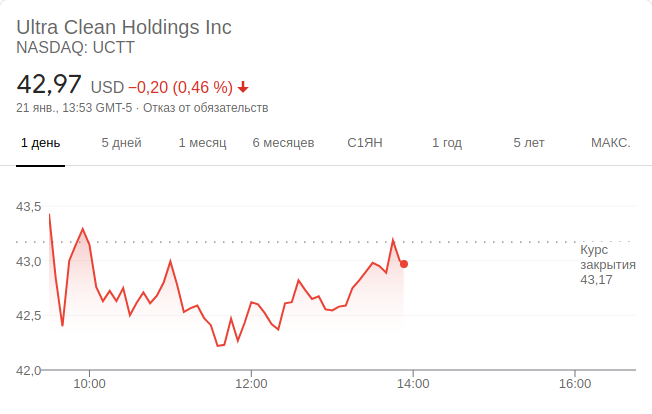 Ultra Clean Holdings Inc
NASDAQ: UCTT
42,97 USD −0,20 (0,46 %)
21 янв., 13:53 GMT-5 · Отказ от обязательств
1 день 5 дней 1 месяц 6 месяцев С1ЯН 1 год 5 лет МАКС.
43,5
Курс
закрытия
43,17
43,0
42,5
42,0
10:00 12:00 14:00 16:00